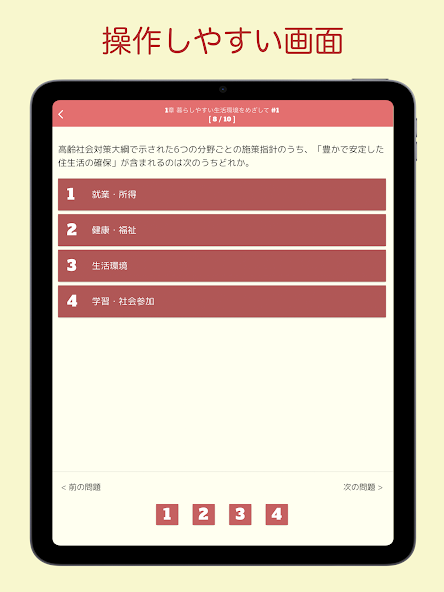 操作しやすい画面
1章 暮らしやすい生活環境をめざして #1
[ 8 / 10 ]
高齢社会対策大綱で示された6つの分野ごとの施策指針のうち、「豊かで安定した
住生活の確保」が含まれるのは次のうちどれか。
1 就業・所得
2 健康・福祉
3 生活環境
4 学習・社会参加
< 前の問題 次の問題 >
1 2 3 4